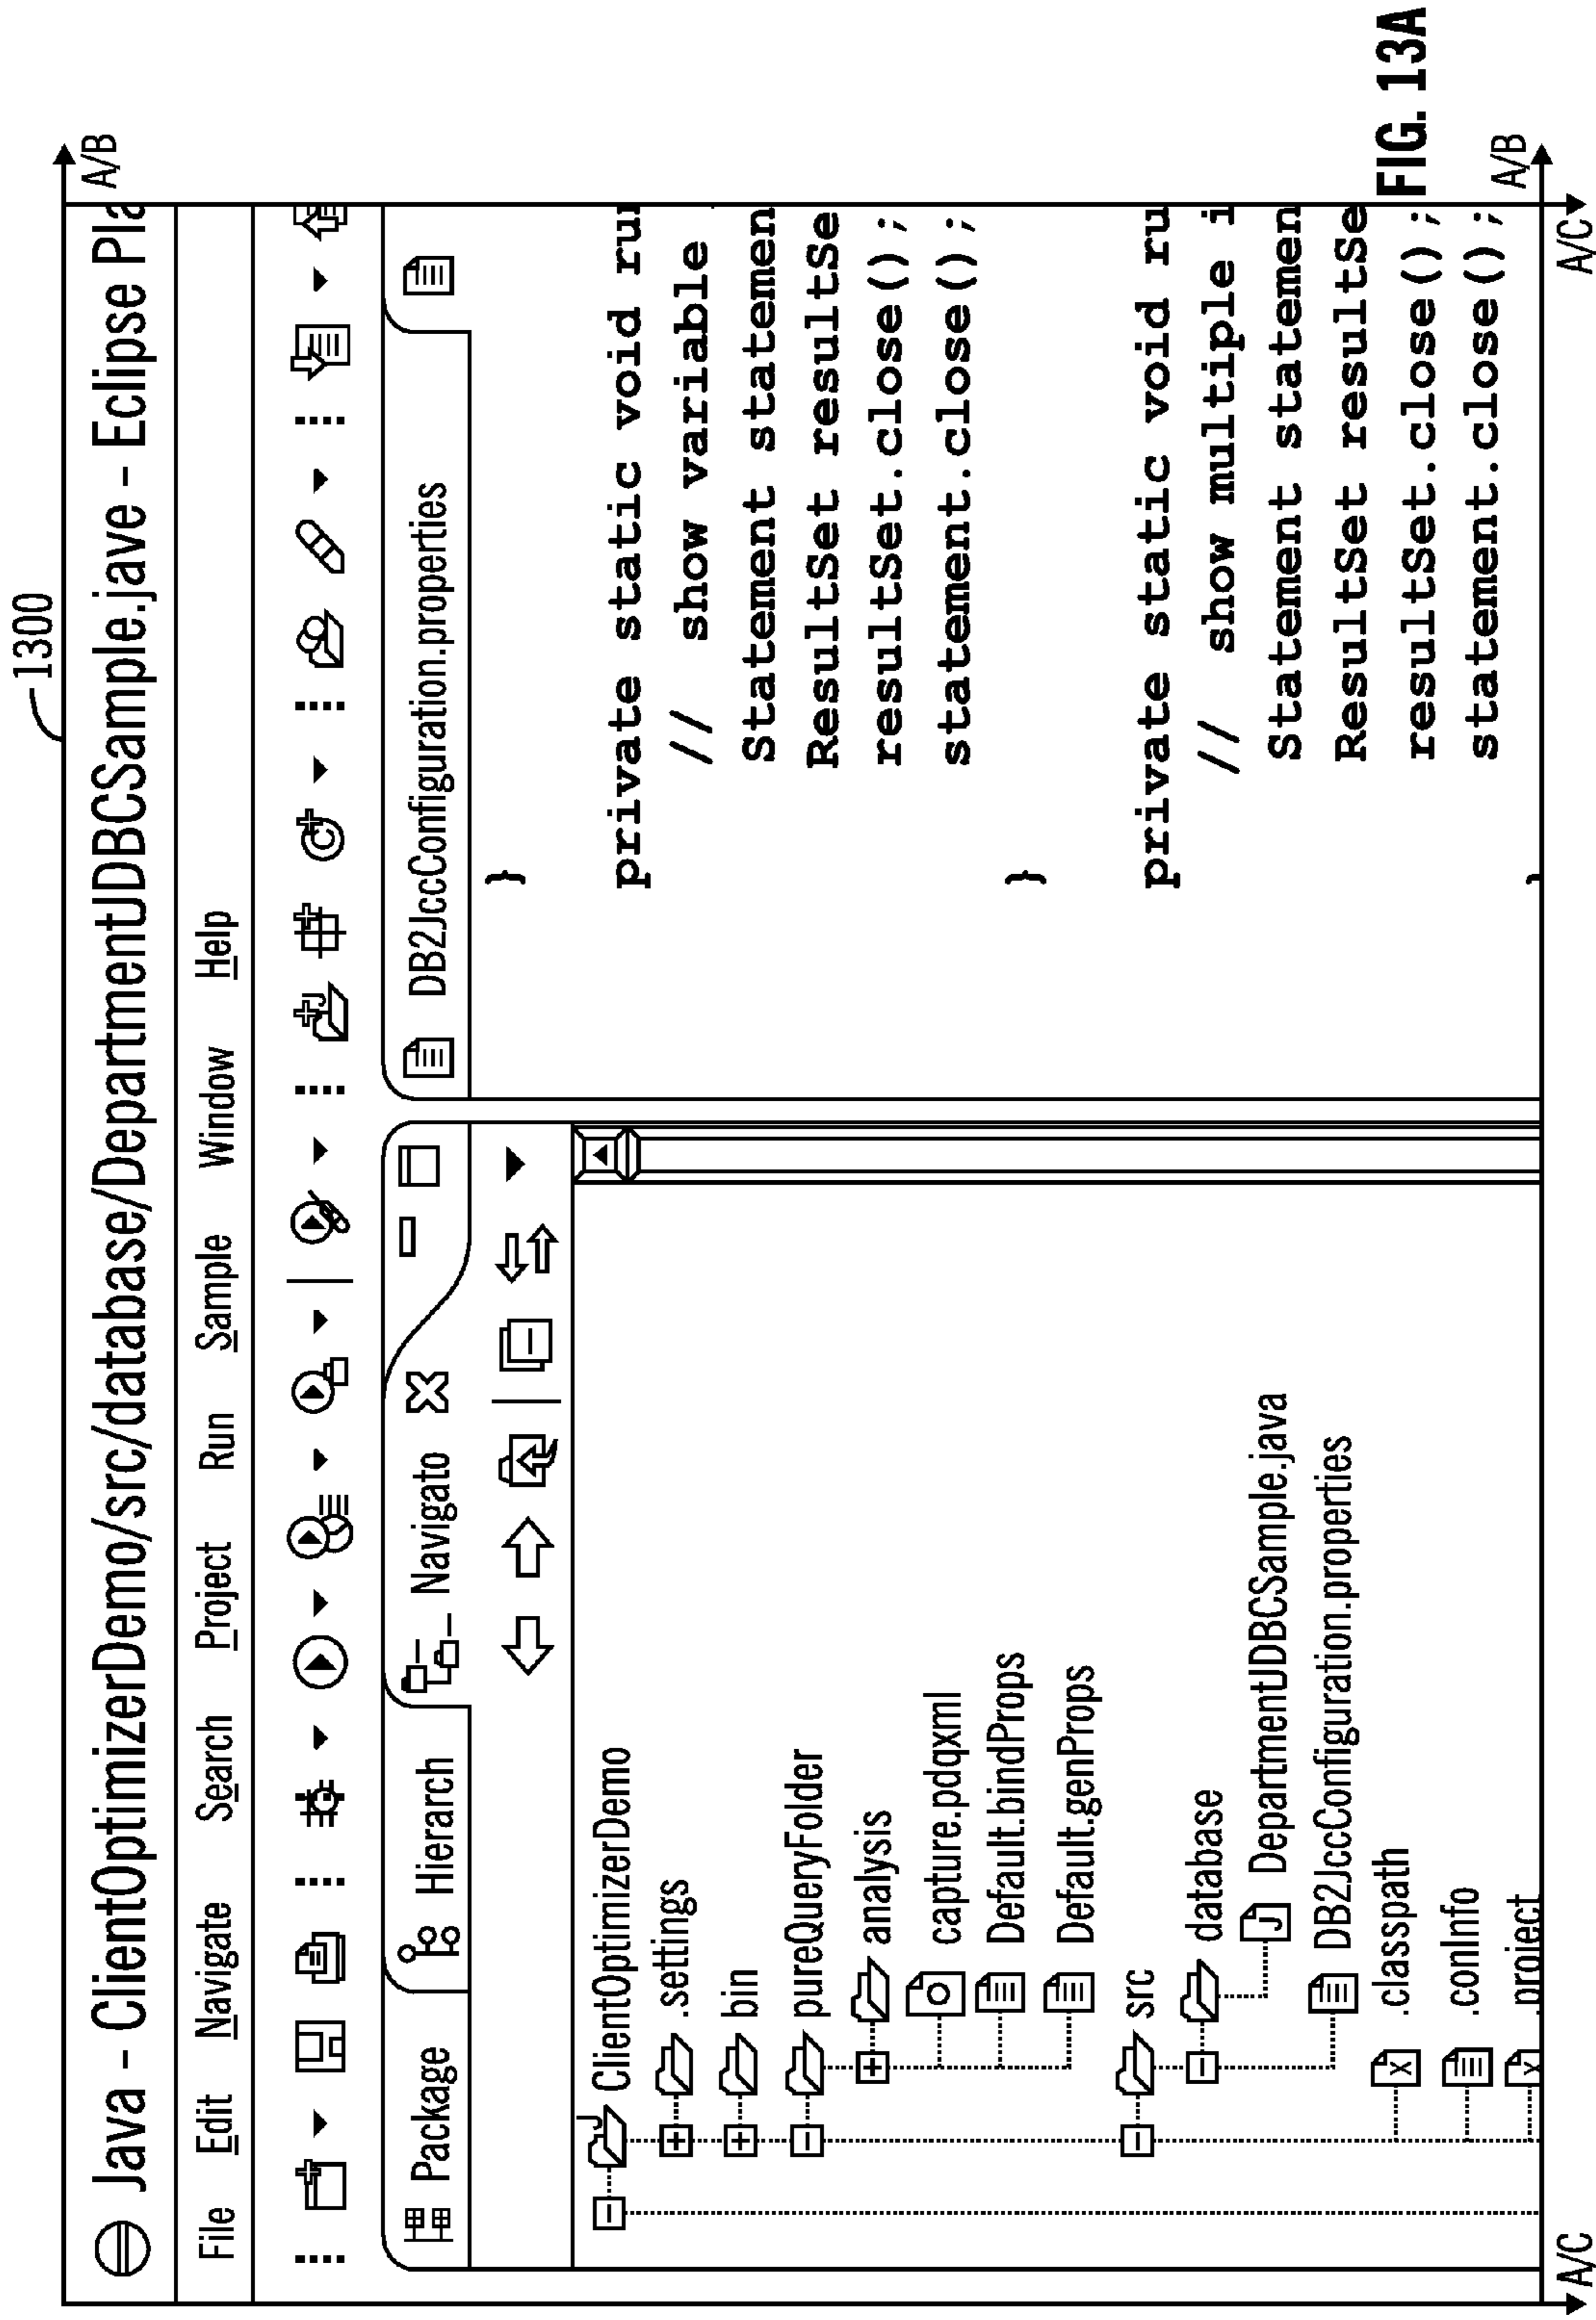 1300
A/B
Java - ClientOptimizerDemo/src/database/DepartmentJDBCSample.jave - Eclipse Pla
File Edit Navigate Search Project Run Sample Window Help
Package Hierarch Navigato
DB2JccConfiguration.properties
ClientOptimizerDemo
.settings
bin
pureQueryFolder
analysis
capture.pdqxml
Default.bindProps
Default.genProps
src
database
DepartmentJDBCSample.java
DB2JccConfiguration.properties
.classpath
.conInfo
.project
}
private static void run
// show variable
Statement statemen
ResultSet resultSe
resultSet.close();
statement.close();
}
private static void ru
// show multiple i
Statement statemen
ResultSet resultSe
resultSet.close();
statement.close();
}
A/B
A/C
A/C
FIG. 13A